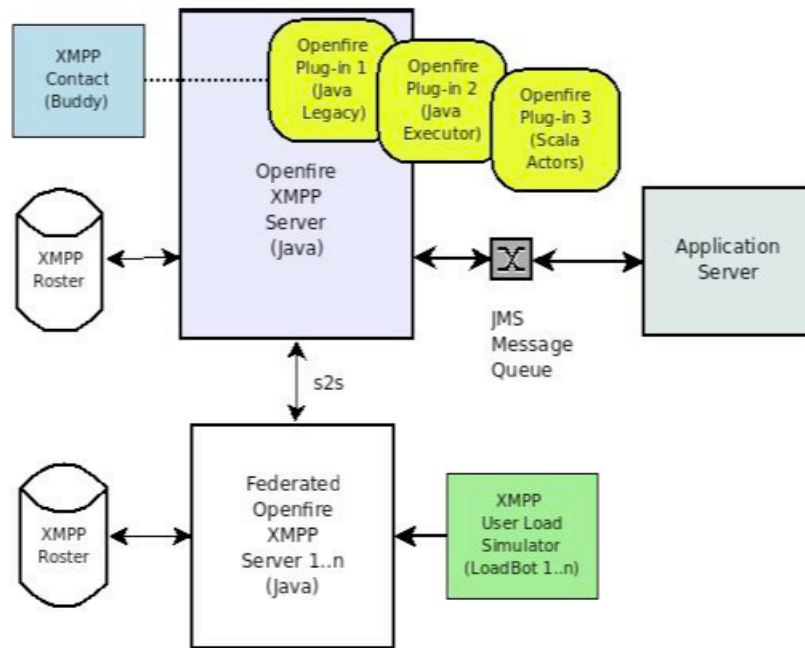 XMPP
Contact
(Buddy)
Openfire
Plug-in 1
(Java
Legacy)
Openfire
Plug-in 2
(Java
Executor)
Openfire
Plug-in 3
(Scala
Actors)
Openfire
XMPP
Server
(Java)
XMPP
Roster
JMS
Message
Queue
Application
Server
s2s
Federated
Openfire
XMPP
Server 1..n
(Java)
XMPP
Roster
XMPP
User Load
Simulator
(LoadBot 1..n)